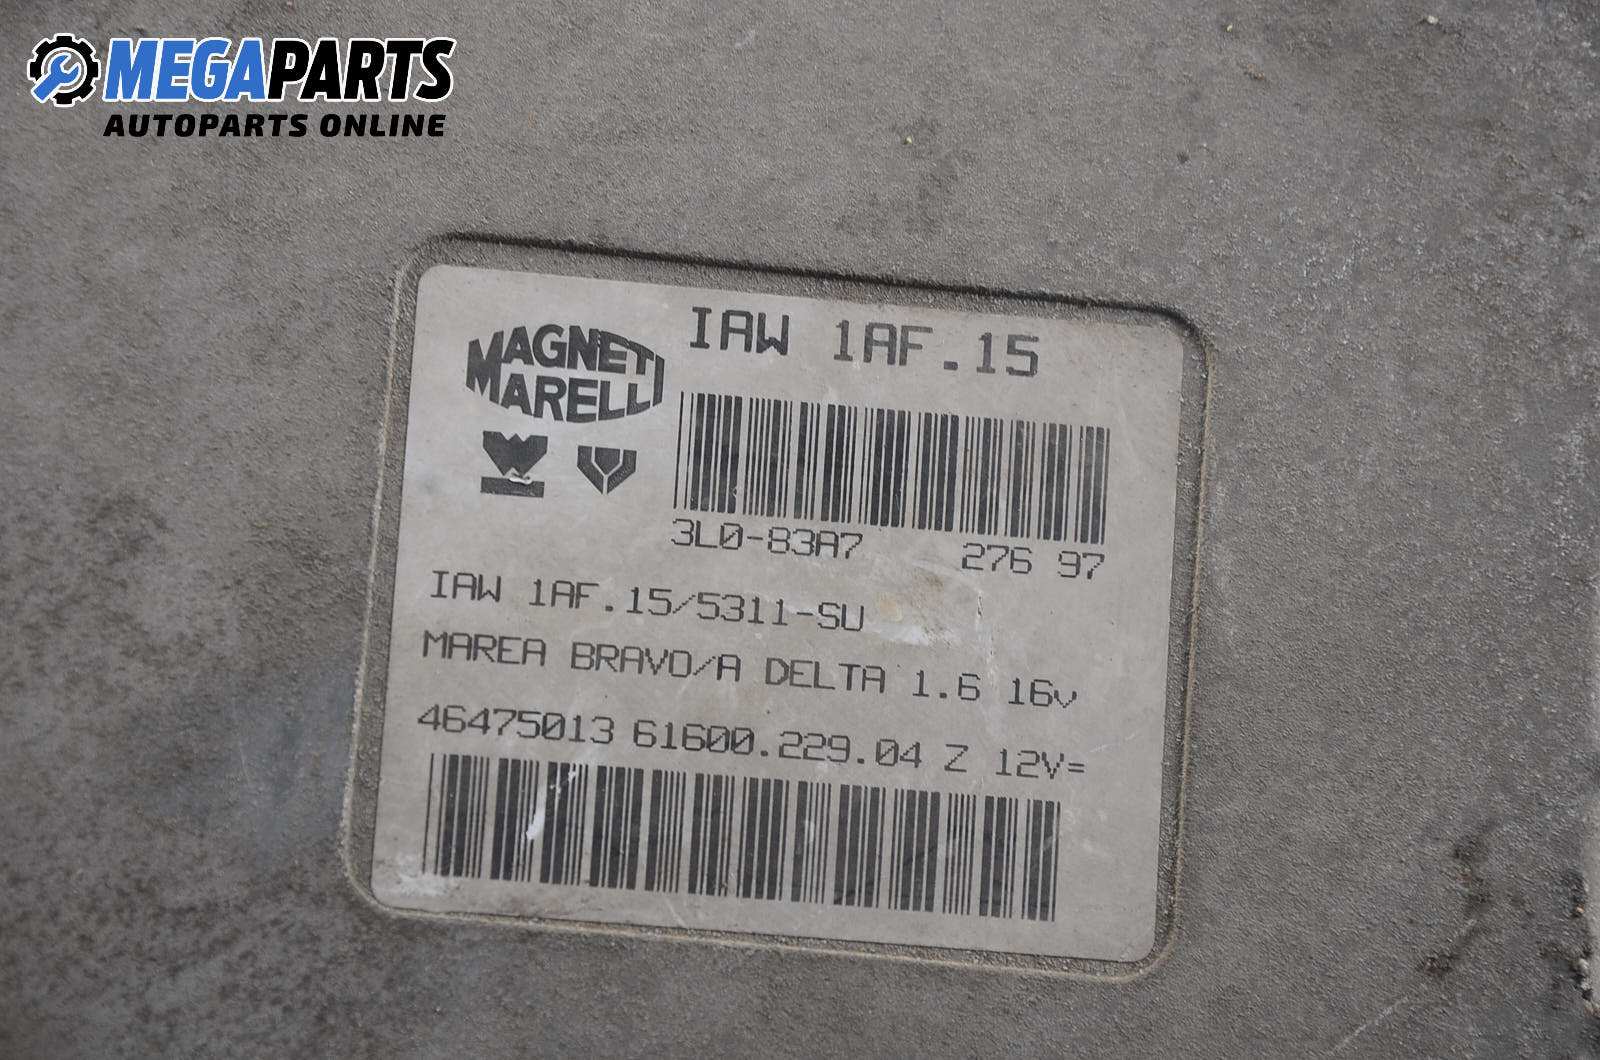 MEGAPARTS
AUTOPARTS ONLINE
MAGNETI
MARELLI
IAW 1AF.15
3L0-83A7 276 97
IAW 1AF.15/5311-SU
MAREA BRAVO/A DELTA 1.6 16v
46475013 61600.229.04 Z 12V=